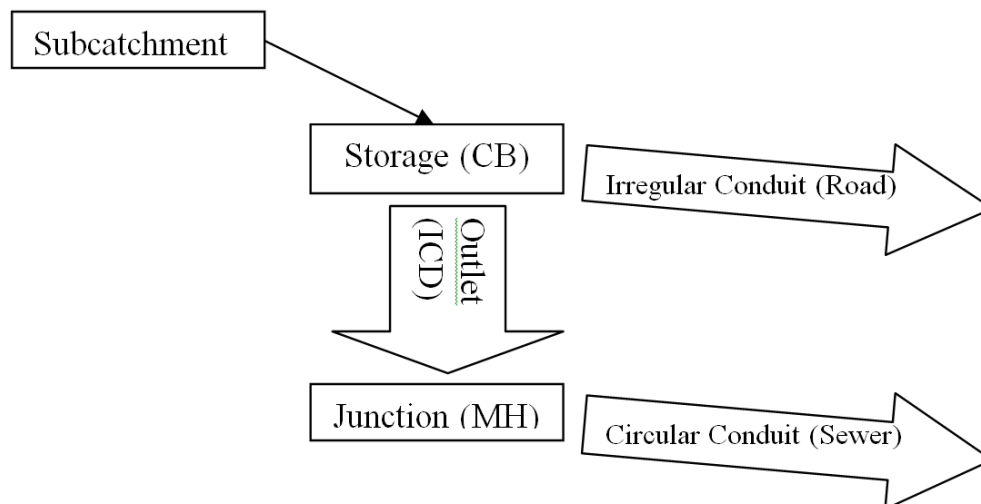 Subcatchment
Storage (CB)
Irregular Conduit (Road)
Outlet
(ICD)
Junction (MH)
Circular Conduit (Sewer)